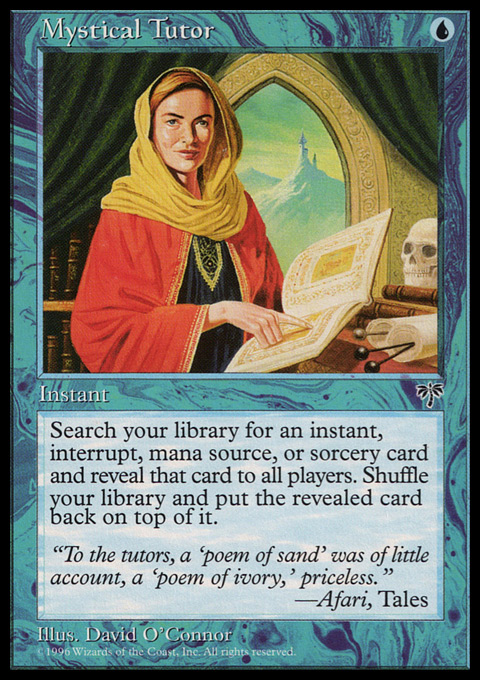 Mystical Tutor
Instant
Search your library for an instant,
interrupt, mana source, or sorcery card
and reveal that card to all players. Shuffle
your library and put the revealed card
back on top of it.
“To the tutors, a ‘poem of sand’ was of little
account, a ‘poem of ivory,’ priceless.”
—Afari, Tales
Illus. David O’Connor
©1996 Wizards of the Coast, Inc. All rights reserved.